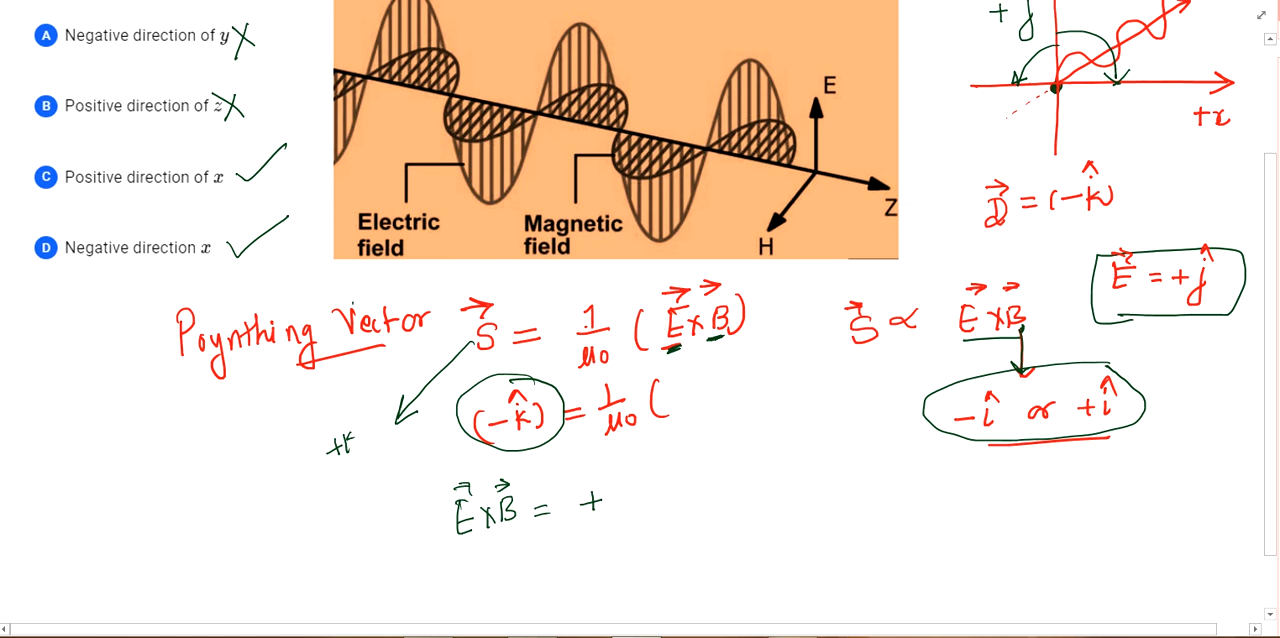 A Negative direction of y
B Positive direction of z
C Positive direction of x
D Negative direction x
Electric
field
Magnetic
field
E
Z
H
+ j
+x
D⃗ = (-k̂)
E⃗ = +ĵ
Poynthing Vector S⃗ = 1/μ0 (E⃗×B⃗)
S⃗ ∝ E⃗×B⃗
-î or +î
(-k̂) = 1/μ0 (
+k
E⃗×B⃗ = +